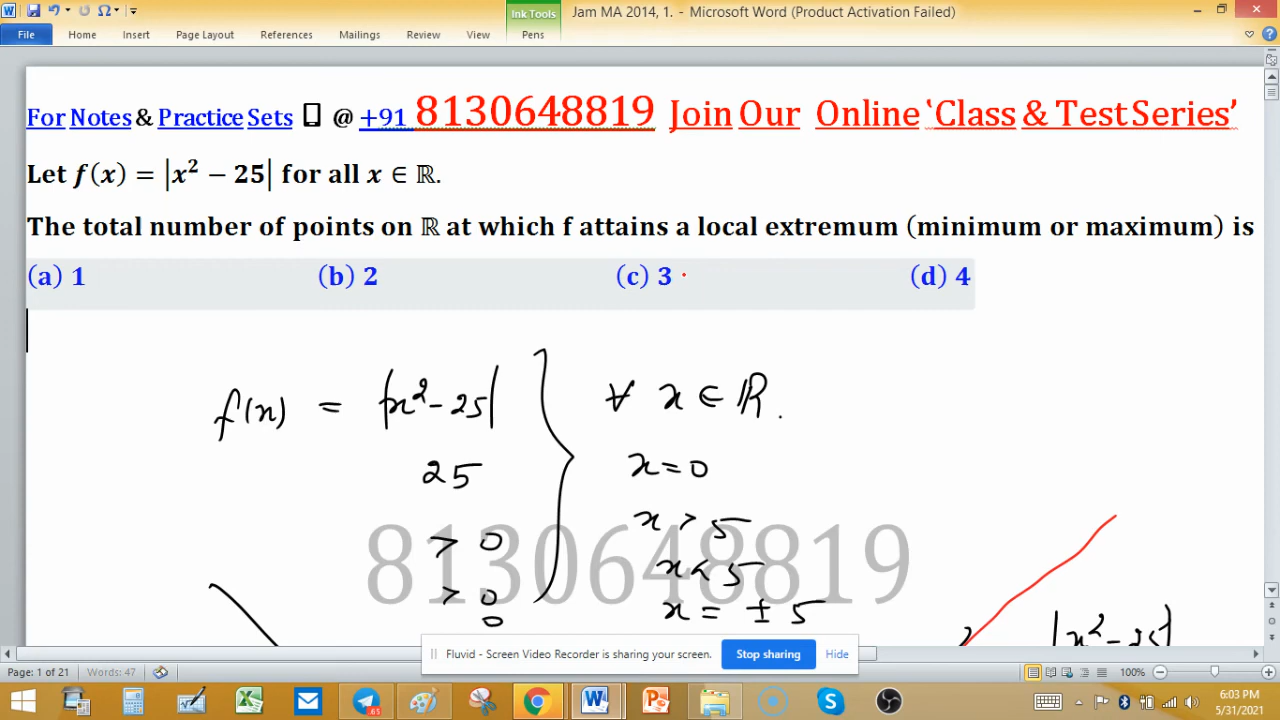 Ink Tools
Jam MA 2014, 1. - Microsoft Word (Product Activation Failed)
File Home Insert Page Layout References Mailings Review View Pens
For Notes & Practice Sets @ +91 8130648819 Join Our Online ‘Class & Test Series’
Let f(x) = |x² − 25| for all x ∈ ℝ.
The total number of points on ℝ at which f attains a local extremum (minimum or maximum) is
(a) 1 (b) 2 (c) 3 (d) 4
f(x) = |x² - 25| ∀ x ∈ ℝ.
25 x = 0
> 0 x > 5
8130648819
> 0 x < 5
0 x = ± 5
|x² - 25|
Fluvid - Screen Video Recorder is sharing your screen. Stop sharing Hide
Page: 1 of 21 Words: 47 100%
65
6:03 PM
5/31/2021